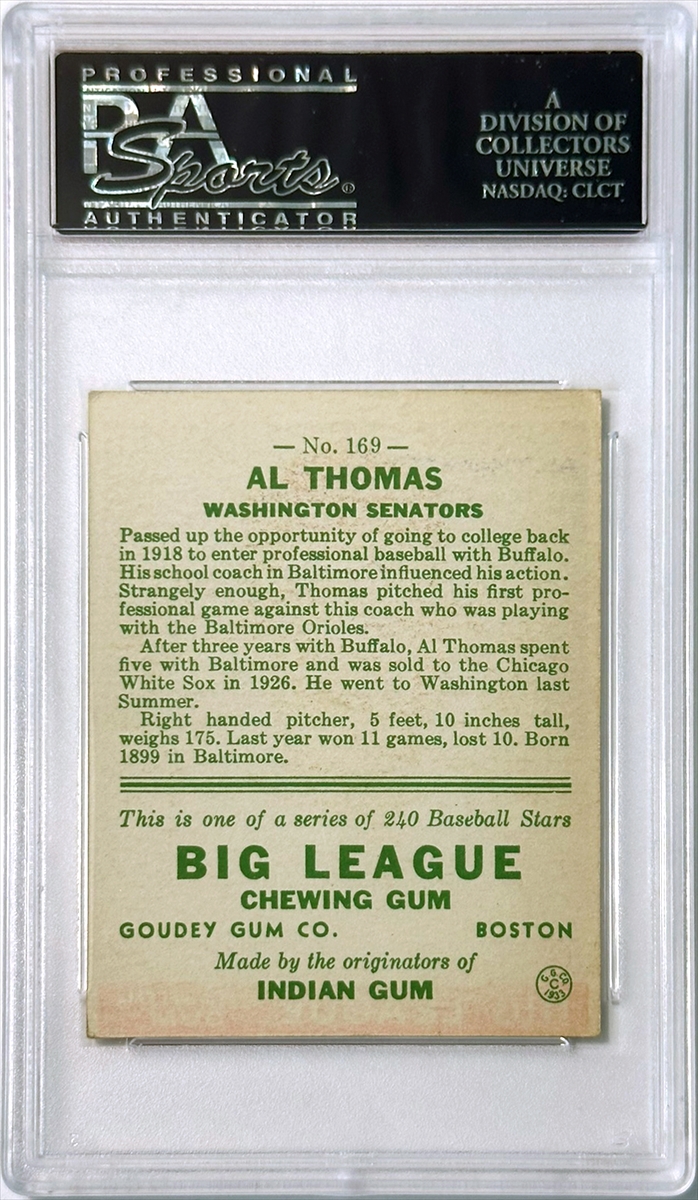 PROFESSIONAL
PSA
Sports®
AUTHENTICATOR
A
DIVISION OF
COLLECTORS
UNIVERSE
NASDAQ: CLCT
— No. 169 —
AL THOMAS
WASHINGTON SENATORS
Passed up the opportunity of going to college back
in 1918 to enter professional baseball with Buffalo.
His school coach in Baltimore influenced his action.
Strangely enough, Thomas pitched his first pro-
fessional game against this coach who was playing
with the Baltimore Orioles.
After three years with Buffalo, Al Thomas spent
five with Baltimore and was sold to the Chicago
White Sox in 1926. He went to Washington last
Summer.
Right handed pitcher, 5 feet, 10 inches tall,
weighs 175. Last year won 11 games, lost 10. Born
1899 in Baltimore.
This is one of a series of 240 Baseball Stars
BIG LEAGUE
CHEWING GUM
GOUDEY GUM CO. BOSTON
Made by the originators of
INDIAN GUM
G.G.CO.
C
1933